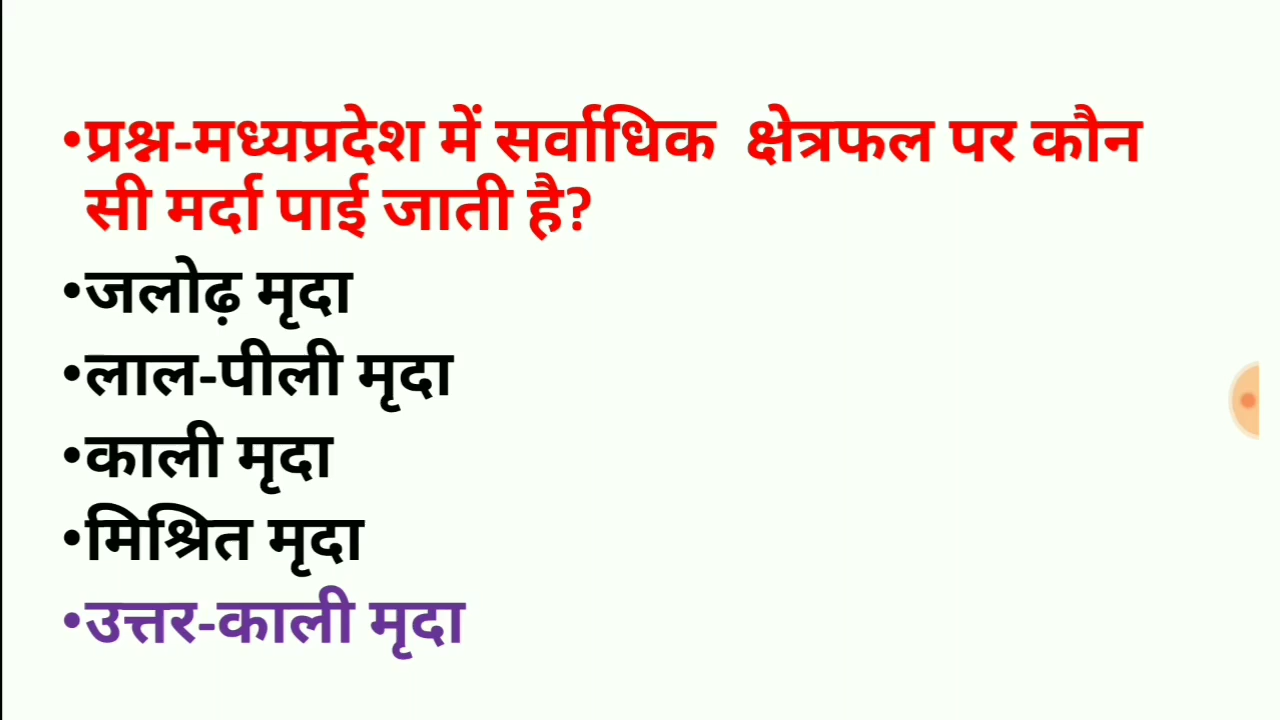 •प्रश्न-मध्यप्रदेश में सर्वाधिक क्षेत्रफल पर कौन
सी मर्दा पाई जाती है?
•जलोढ़ मृदा
•लाल-पीली मृदा
•काली मृदा
•मिश्रित मृदा
•उत्तर-काली मृदा